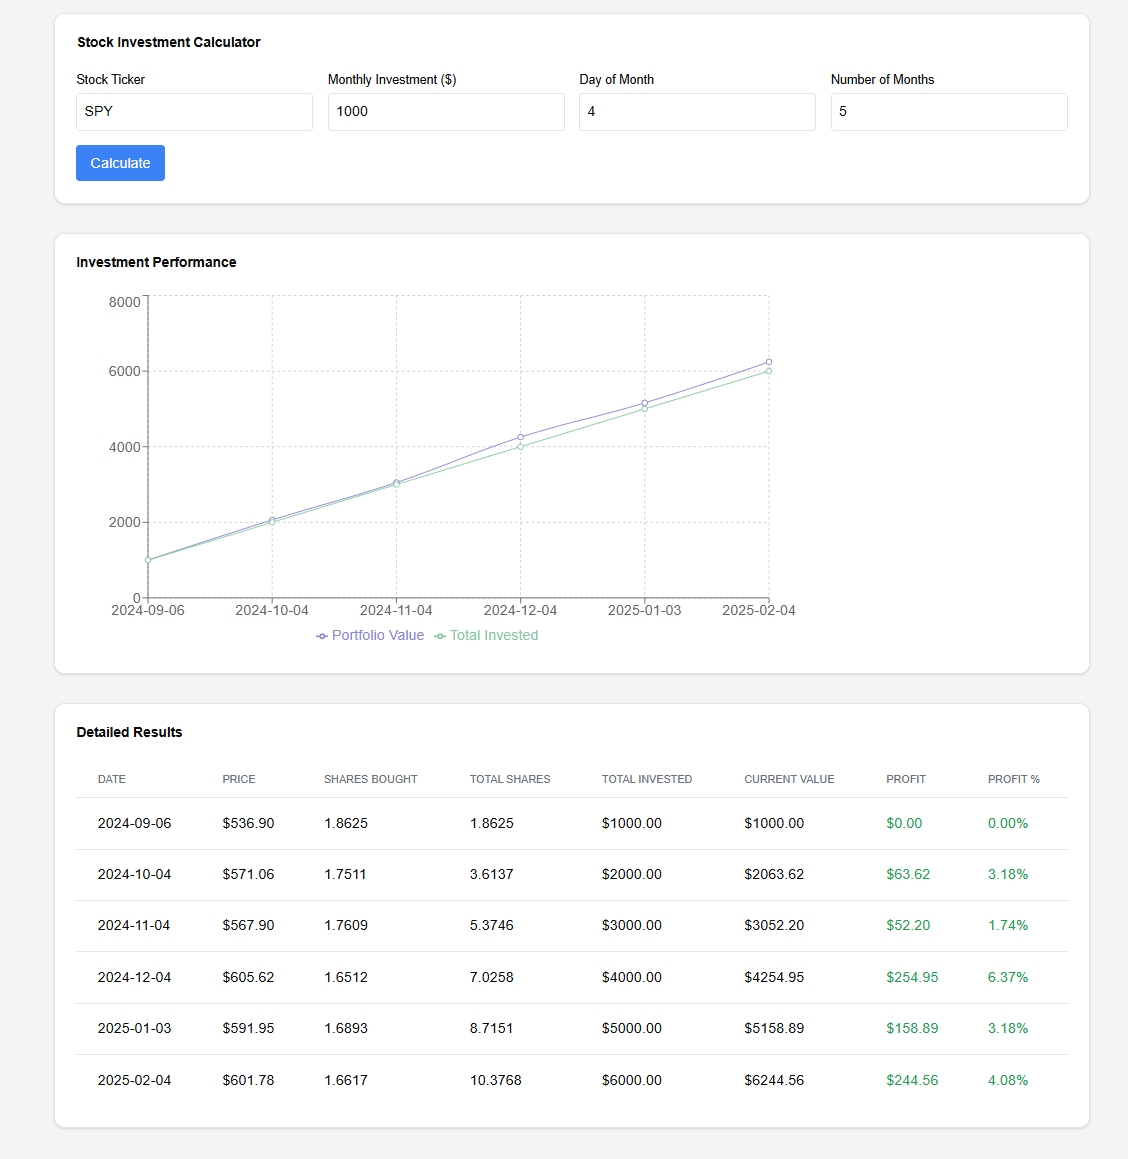 Stock Investment Calculator
Stock Ticker Monthly Investment ($) Day of Month Number of Months
SPY 1000 4 5
Calculate
Investment Performance
8000
6000
4000
2000
0
2024-09-06 2024-10-04 2024-11-04 2024-12-04 2025-01-03 2025-02-04
Portfolio Value Total Invested
Detailed Results
DATE PRICE SHARES BOUGHT TOTAL SHARES TOTAL INVESTED CURRENT VALUE PROFIT PROFIT %
2024-09-06 $536.90 1.8625 1.8625 $1000.00 $1000.00 $0.00 0.00%
2024-10-04 $571.06 1.7511 3.6137 $2000.00 $2063.62 $63.62 3.18%
2024-11-04 $567.90 1.7609 5.3746 $3000.00 $3052.20 $52.20 1.74%
2024-12-04 $605.62 1.6512 7.0258 $4000.00 $4254.95 $254.95 6.37%
2025-01-03 $591.95 1.6893 8.7151 $5000.00 $5158.89 $158.89 3.18%
2025-02-04 $601.78 1.6617 10.3768 $6000.00 $6244.56 $244.56 4.08%